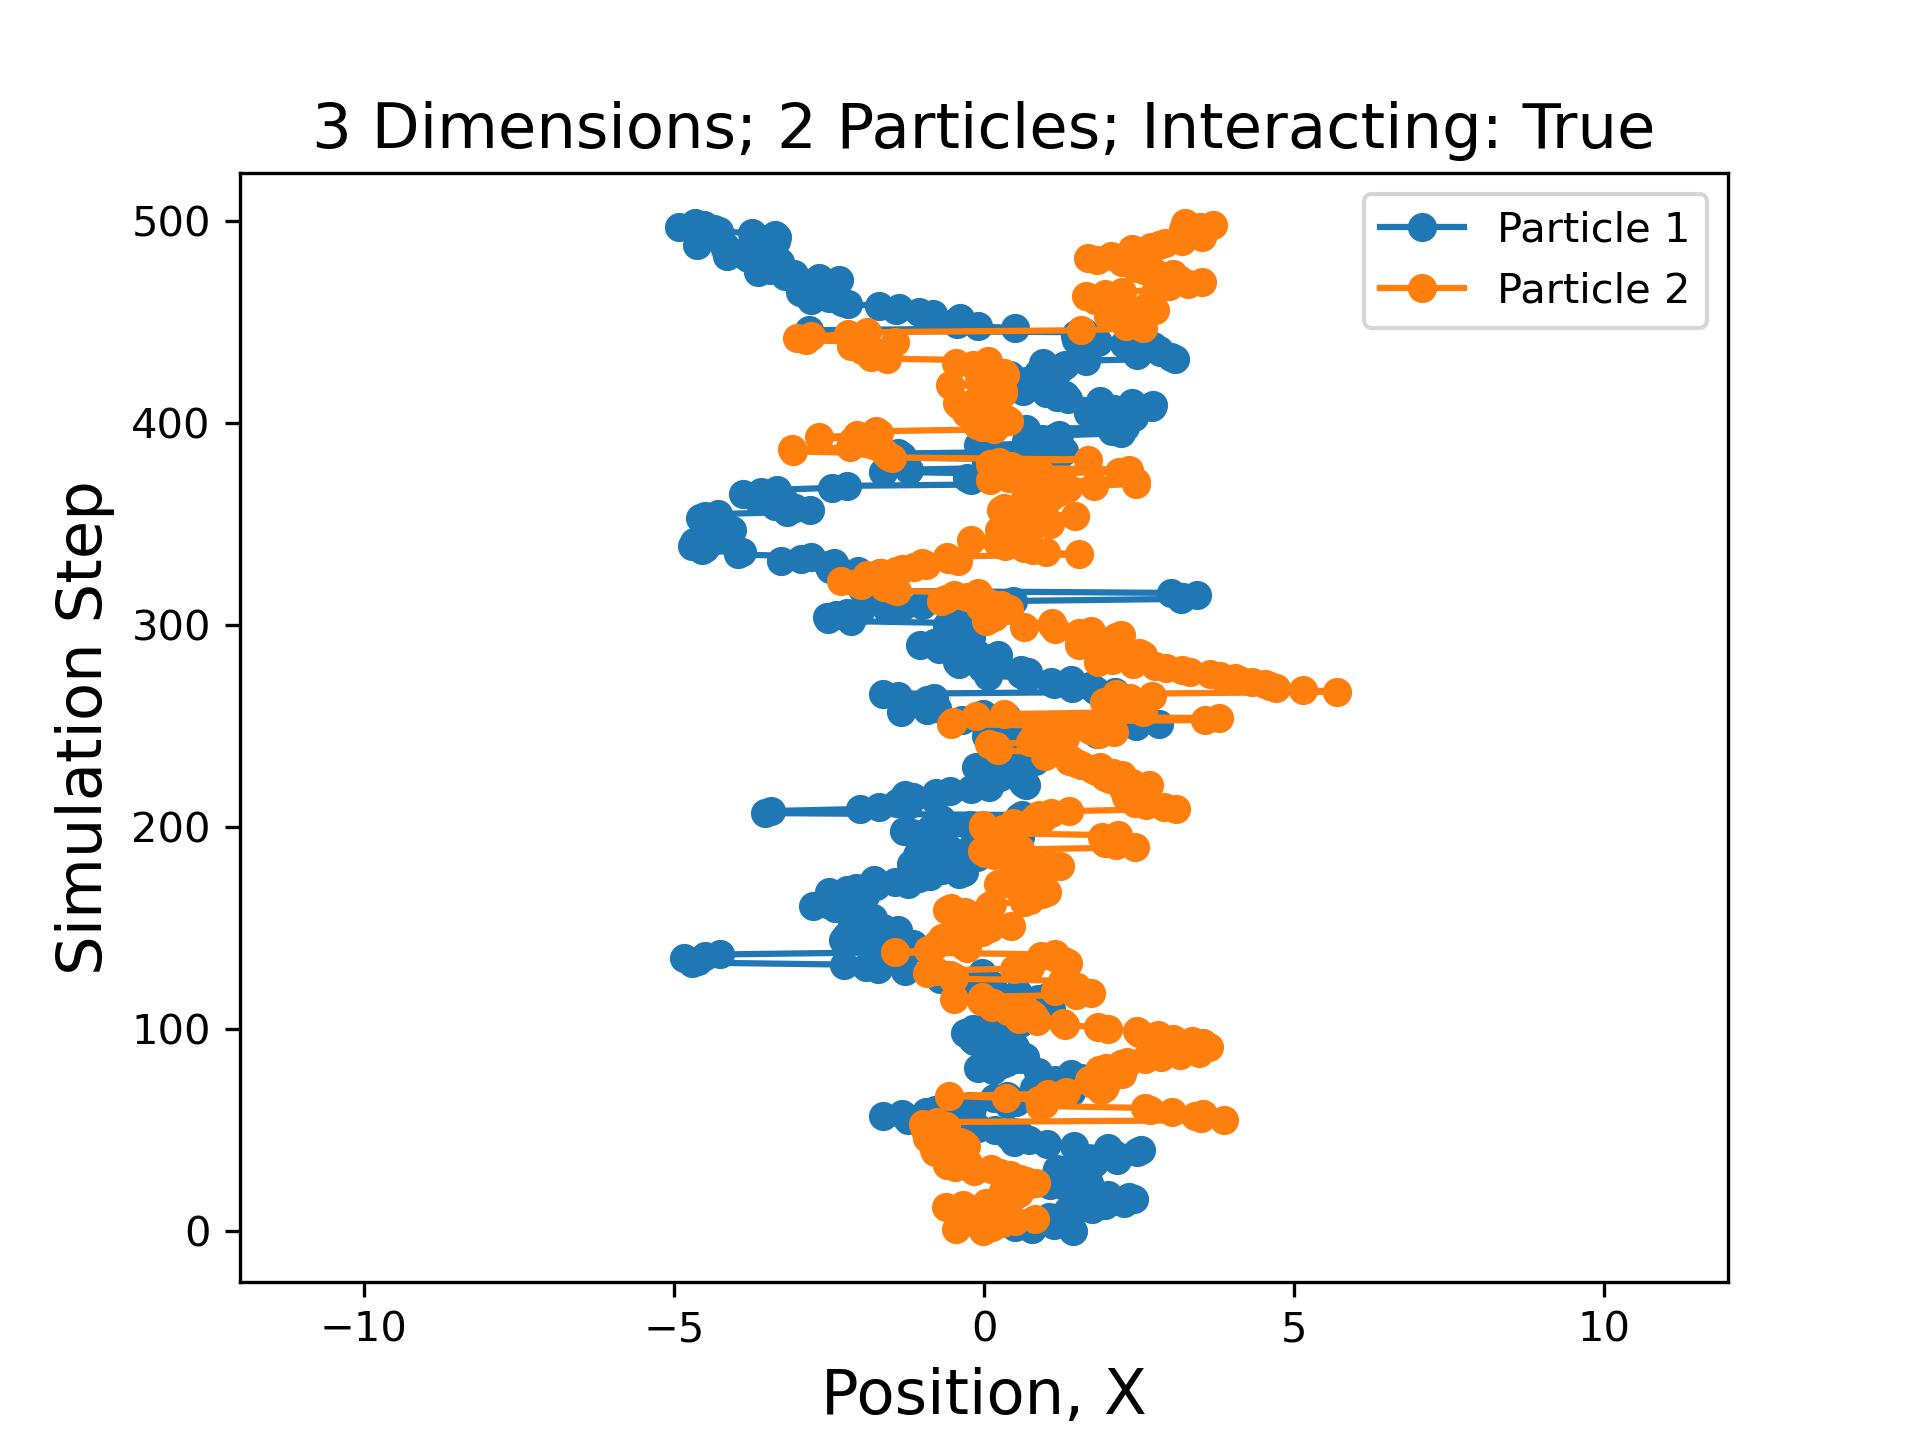 3 Dimensions; 2 Particles; Interacting: True
Particle 1
Particle 2
Simulation Step
500
400
300
200
100
0
−10
−5
0
5
10
Position, X